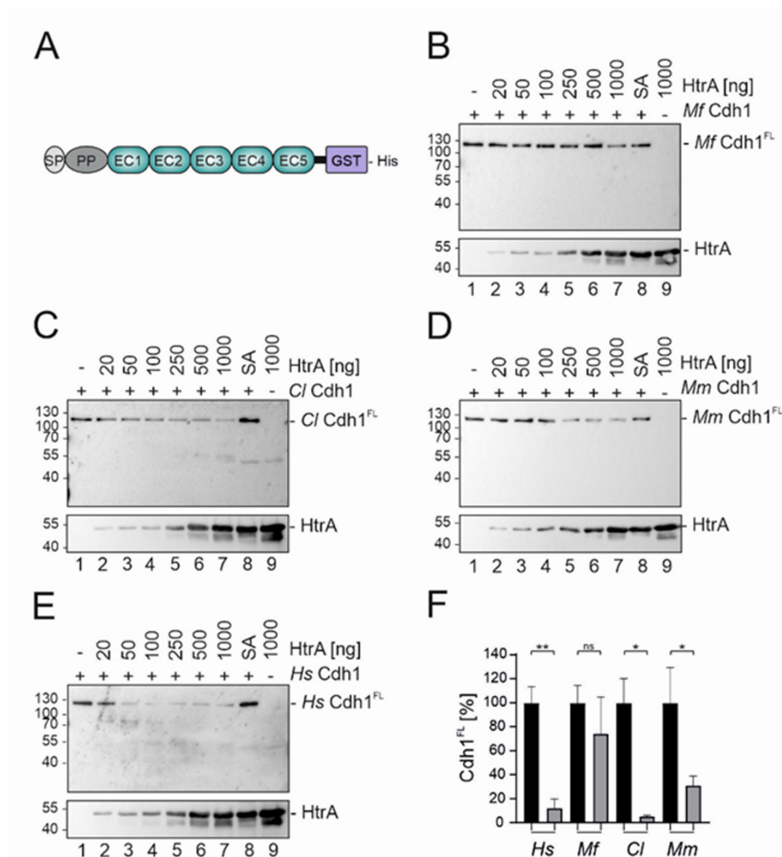 A
SP PP EC1 EC2 EC3 EC4 EC5 GST - His
B
- 20 50 100 250 500 1000 SA 1000 HtrA [ng]
+ + + + + + + + - Mf Cdh1
130
100
70
55
40
- Mf Cdh1FL
55
40
- HtrA
1 2 3 4 5 6 7 8 9
C
- 20 50 100 250 500 1000 SA 1000 HtrA [ng]
+ + + + + + + + - Cl Cdh1
130
100
70
55
40
- Cl Cdh1FL
55
40
- HtrA
1 2 3 4 5 6 7 8 9
D
- 20 50 100 250 500 1000 SA 1000 HtrA [ng]
+ + + + + + + + - Mm Cdh1
130
100
70
55
40
- Mm Cdh1FL
55
40
- HtrA
1 2 3 4 5 6 7 8 9
E
- 20 50 100 250 500 1000 SA 1000 HtrA [ng]
+ + + + + + + + - Hs Cdh1
130
100
70
55
40
- Hs Cdh1FL
55
40
- HtrA
1 2 3 4 5 6 7 8 9
F
** ns * *
140
120
100
80
60
40
20
0
Cdh1FL [%]
Hs Mf Cl Mm